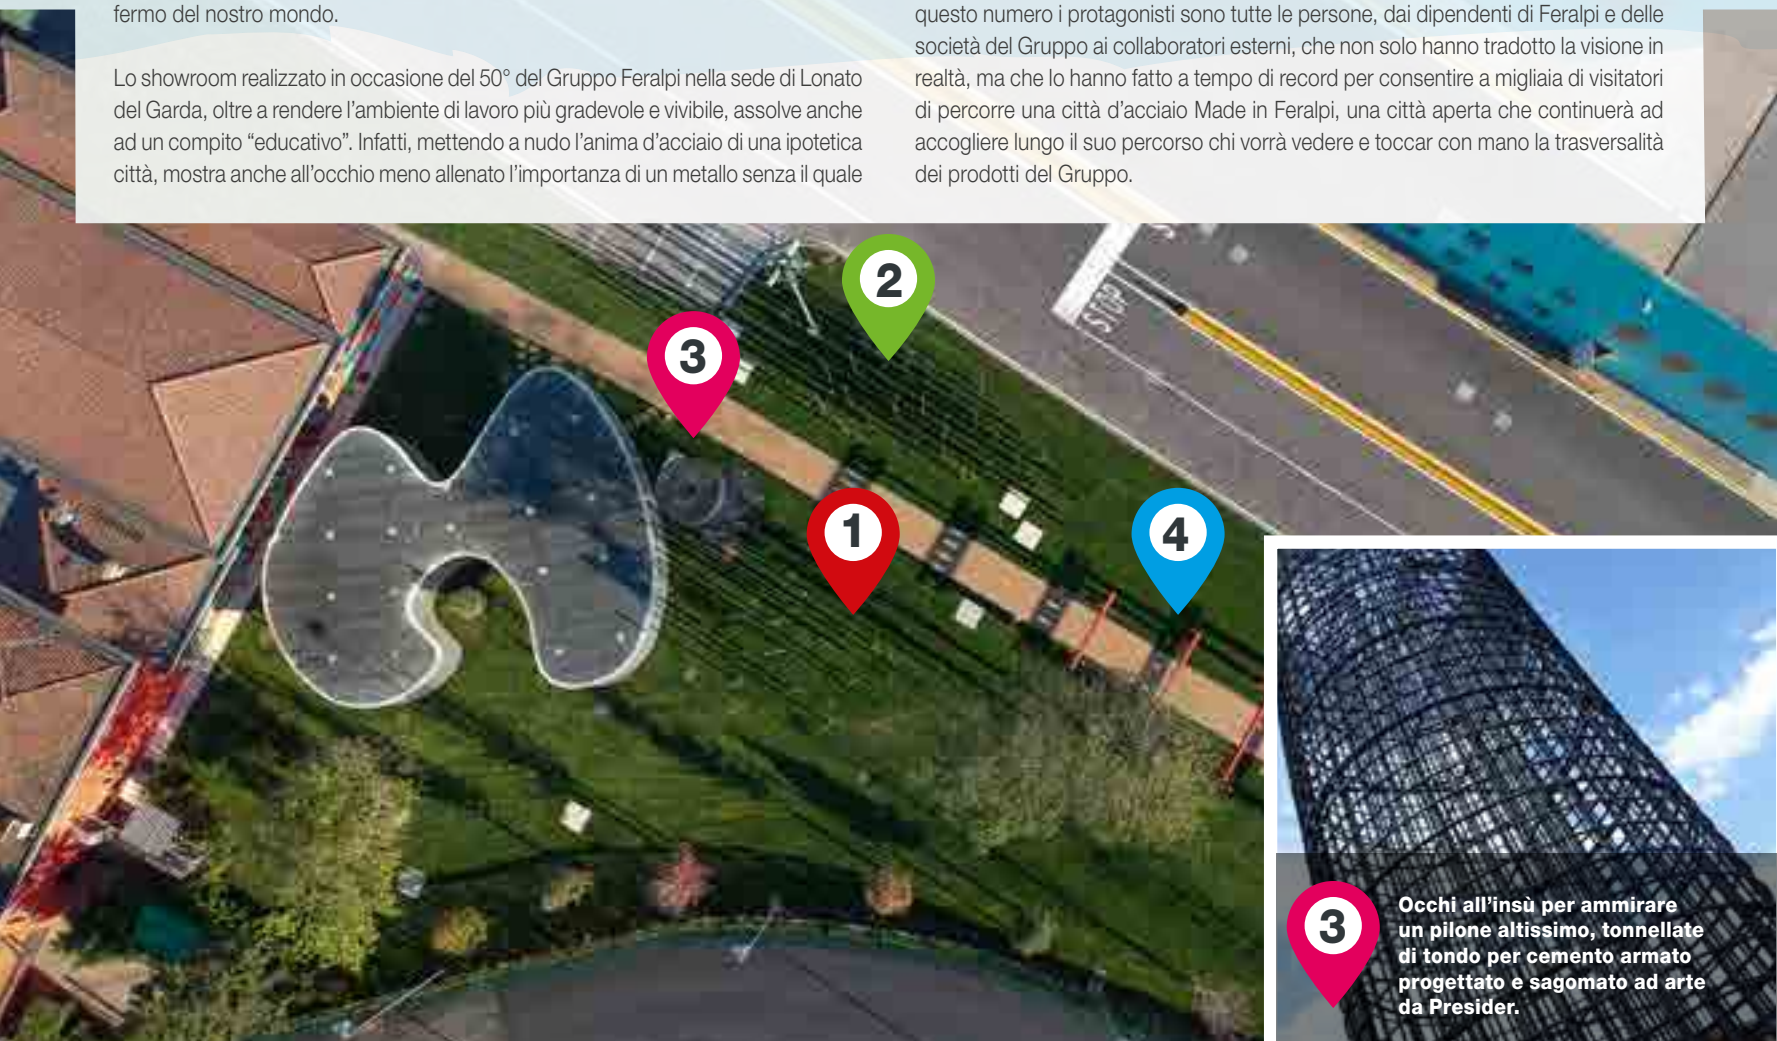 fermo del nostro mondo.
Lo showroom realizzato in occasione del 50° del Gruppo Feralpi nella sede di Lonato
del Garda, oltre a rendere l’ambiente di lavoro più gradevole e vivibile, assolve anche
ad un compito “educativo”. Infatti, mettendo a nudo l’anima d’acciaio di una ipotetica
città, mostra anche all’occhio meno allenato l’importanza di un metallo senza il quale
questo numero i protagonisti sono tutte le persone, dai dipendenti di Feralpi e delle
società del Gruppo ai collaboratori esterni, che non solo hanno tradotto la visione in
realtà, ma che lo hanno fatto a tempo di record per consentire a migliaia di visitatori
di percorre una città d’acciaio Made in Feralpi, una città aperta che continuerà ad
accogliere lungo il suo percorso chi vorrà vedere e toccar con mano la trasversalità
dei prodotti del Gruppo.
2
3
STOP
1
4
3
Occhi all’insù per ammirare
un pilone altissimo, tonnellate
di tondo per cemento armato
progettato e sagomato ad arte
da Presider.